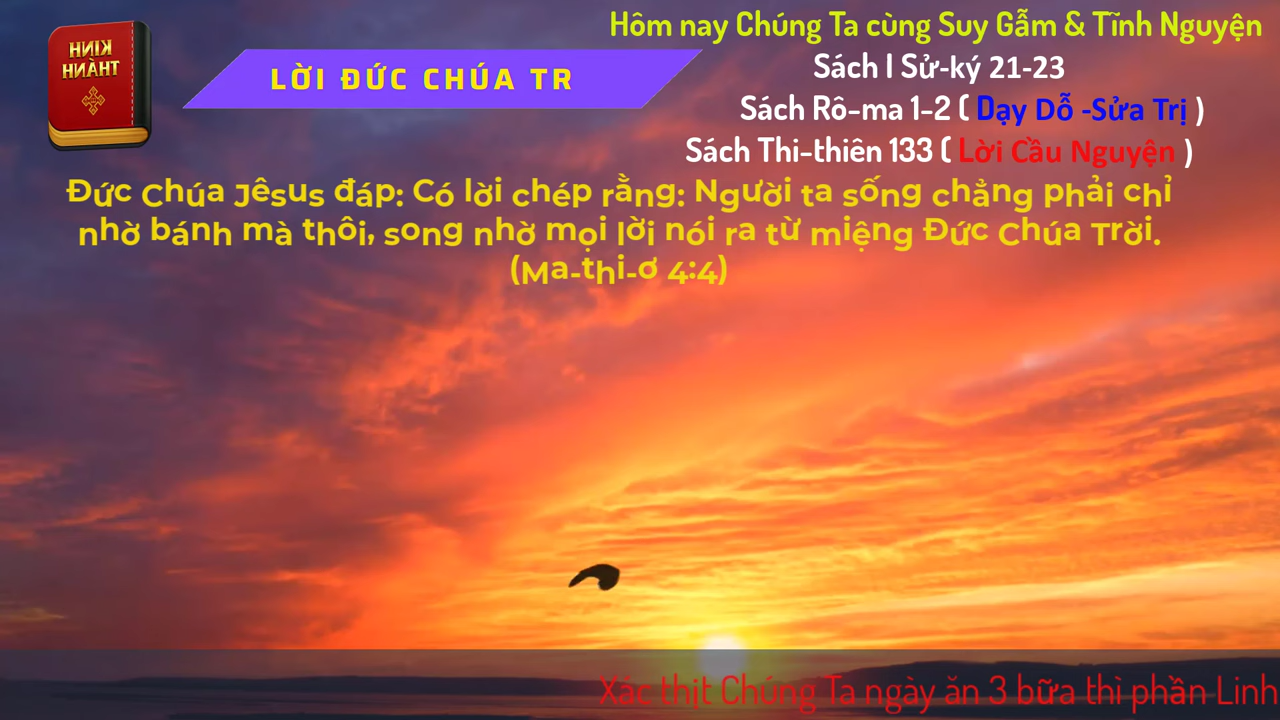 KINH
THÁNH
LỜI ĐỨC CHÚA TR
Hôm nay Chúng Ta cùng Suy Gẫm & Tĩnh Nguyện
Sách I Sử-ký 21-23
Sách Rô-ma 1-2 ( Dạy Dỗ -Sửa Trị )
Sách Thi-thiên 133 ( Lời Cầu Nguyện )
Đức Chúa Jêsus đáp: Có lời chép rằng: Người ta sống chẳng phải chỉ
nhờ bánh mà thôi, song nhờ mọi lời nói ra từ miệng Đức Chúa Trời.
(Ma-thi-ơ 4:4)
Xác thịt Chúng Ta ngày ăn 3 bữa thì phần Linh